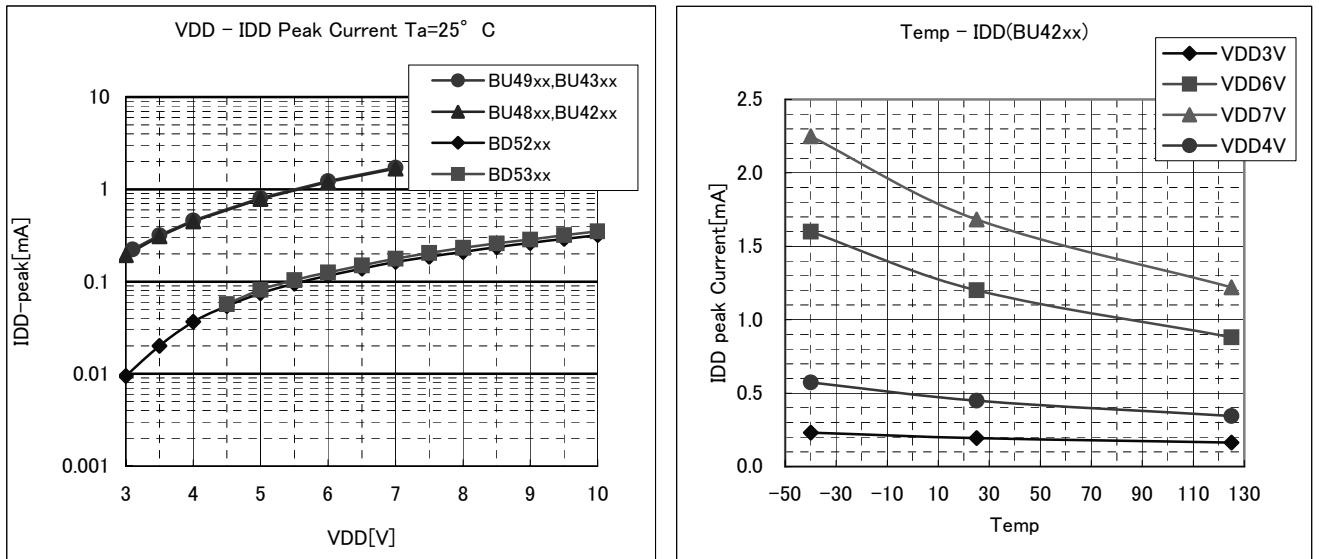 VDD - IDD Peak Current Ta=25° C
BU49xx,BU43xx
BU48xx,BU42xx
BD52xx
BD53xx
10
1
0.1
0.01
0.001
IDD-peak[mA]
3 4 5 6 7 8 9 10
VDD[V]
Temp - IDD(BU42xx)
VDD3V
VDD6V
VDD7V
VDD4V
2.5
2.0
1.5
1.0
0.5
0.0
IDD peak Current[mA]
-50 -30 -10 10 30 50 70 90 110 130
Temp